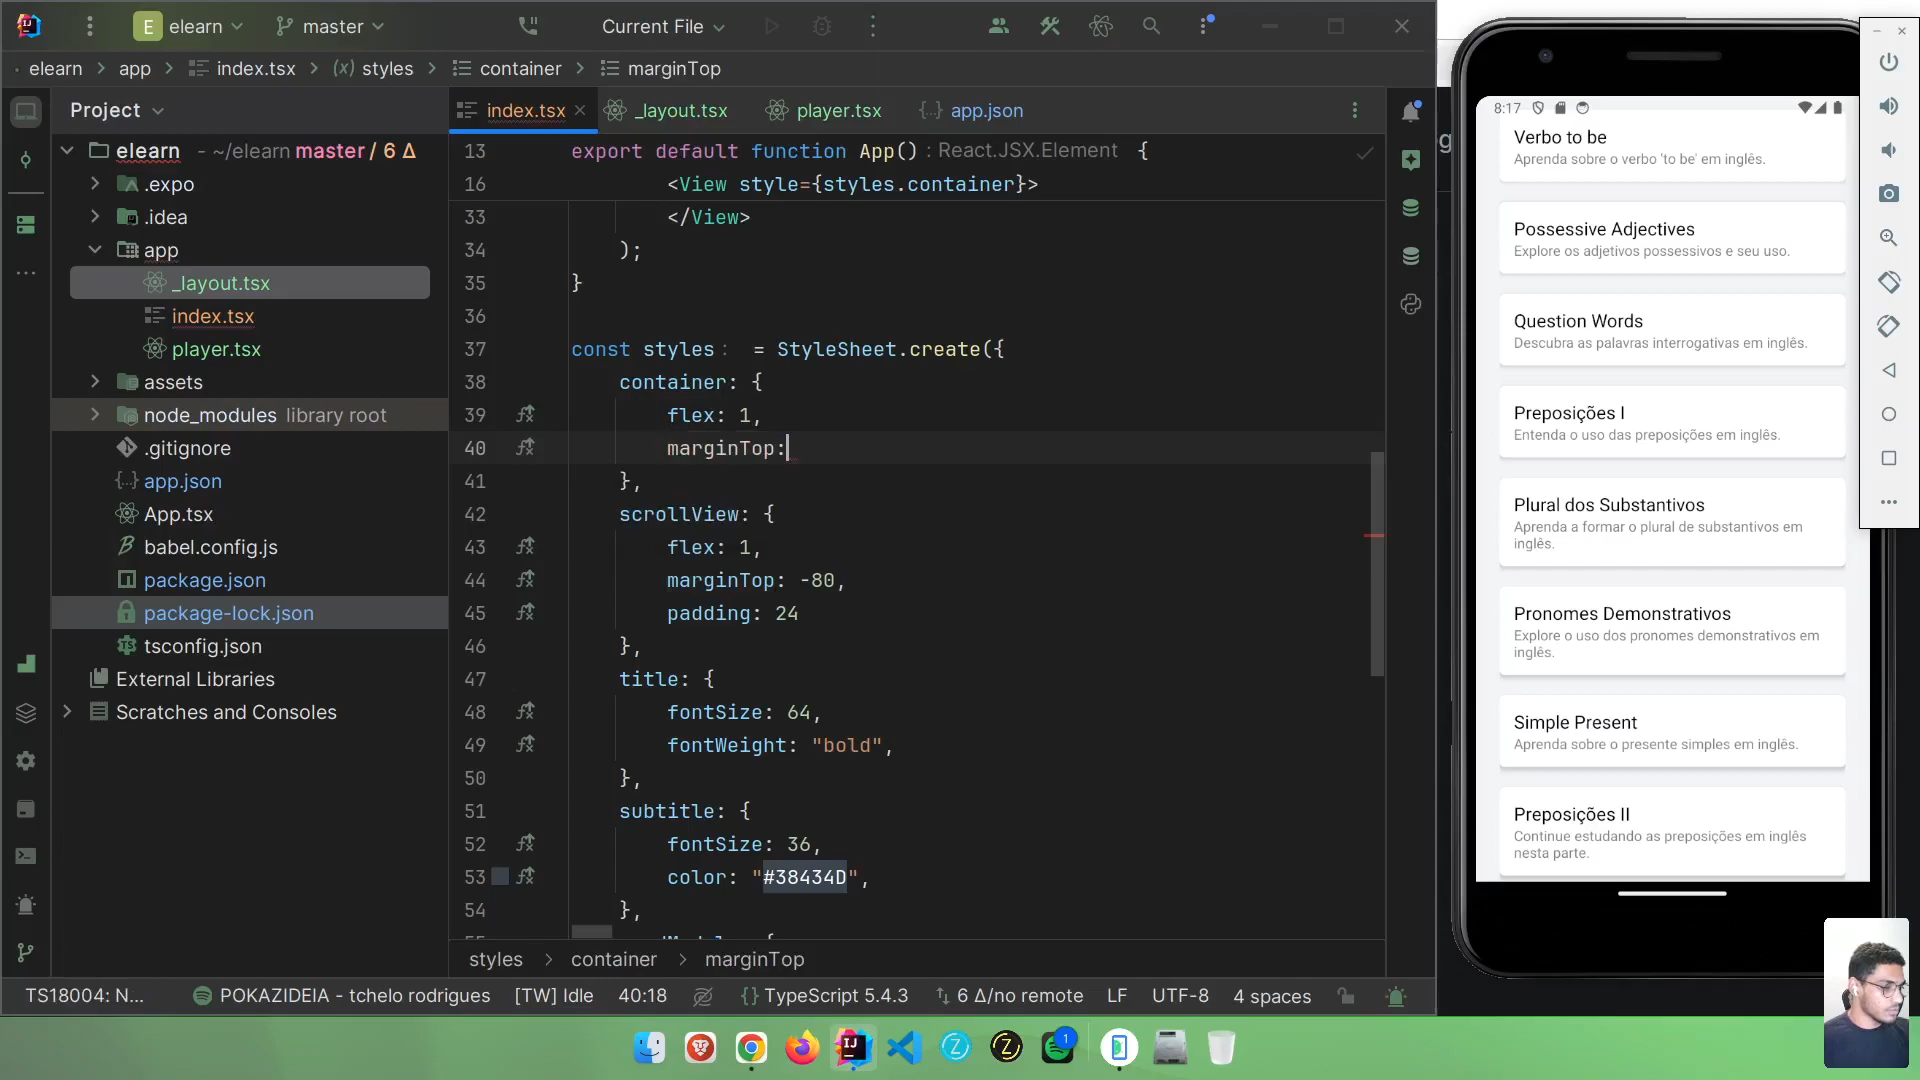 E elearn
master
Current File
elearn
app
index.tsx
(x) styles
container
marginTop
Project
index.tsx
_layout.tsx
player.tsx
app.json
elearn - ~/elearn master / 6 Δ
.expo
.idea
app
_layout.tsx
index.tsx
player.tsx
assets
node_modules library root
.gitignore
app.json
App.tsx
babel.config.js
package.json
package-lock.json
tsconfig.json
External Libraries
Scratches and Consoles
13 export default function App() : React.JSX.Element {
16 <View style={styles.container}>
33 </View>
34 );
35 }
36
37 const styles : = StyleSheet.create({
38 container: {
39 flex: 1,
40 marginTop:
41 },
42 scrollView: {
43 flex: 1,
44 marginTop: -80,
45 padding: 24
46 },
47 title: {
48 fontSize: 64,
49 fontWeight: "bold",
50 },
51 subtitle: {
52 fontSize: 36,
53 color: "#38434D",
54 },
styles
container
marginTop
TS18004: N...
POKAZIDEIA - tchelo rodrigues
[TW] Idle
40:18
TypeScript 5.4.3
6 Δ/no remote
LF
UTF-8
4 spaces
8:17
Verbo to be
Aprenda sobre o verbo 'to be' em inglês.
Possessive Adjectives
Explore os adjetivos possessivos e seu uso.
Question Words
Descubra as palavras interrogativas em inglês.
Preposições I
Entenda o uso das preposições em inglês.
Plural dos Substantivos
Aprenda a formar o plural de substantivos em
inglês.
Pronomes Demonstrativos
Explore o uso dos pronomes demonstrativos em
inglês.
Simple Present
Aprenda sobre o presente simples em inglês.
Preposições II
Continue estudando as preposições em inglês
nesta parte.
1